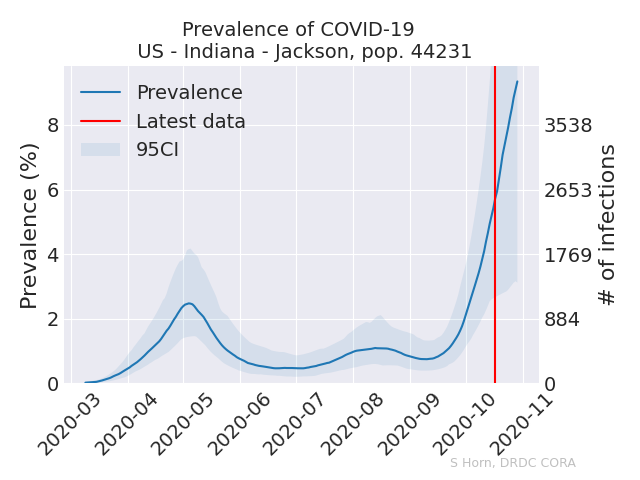 Prevalence of COVID-19
US - Indiana - Jackson, pop. 44231
Prevalence
Latest data
95CI
Prevalence (%)
8
6
4
2
0
3538
2653
1769
884
0
# of infections
2020-03
2020-04
2020-05
2020-06
2020-07
2020-08
2020-09
2020-10
2020-11
S Horn, DRDC CORA